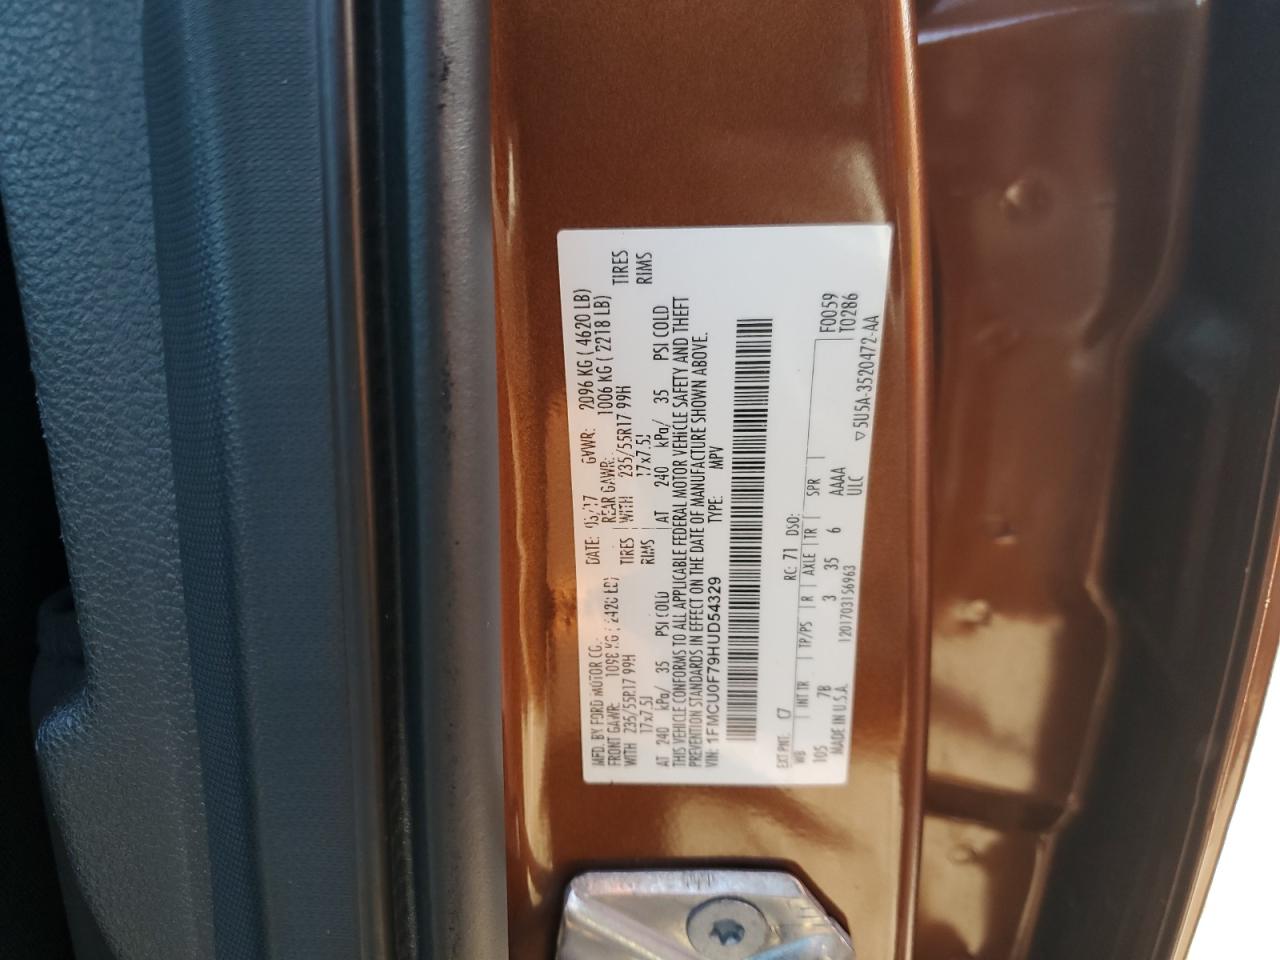 MFD. BY FORD MOTOR CO. DATE: 03/17 GVWR: 2096 KG ( 4620 LB)
FRONT GAWR: 1098 KG ( 2420 LB) REAR GAWR: 1006 KG ( 2218 LB)
WITH 235/55R17 99H TIRES WITH 235/55R17 99H TIRES
17x7.5J RIMS 17x7.5J RIMS
AT 240 kPa/ 35 PSI COLD AT 240 kPa/ 35 PSI COLD
THIS VEHICLE CONFORMS TO ALL APPLICABLE FEDERAL MOTOR VEHICLE SAFETY AND THEFT
PREVENTION STANDARDS IN EFFECT ON THE DATE OF MANUFACTURE SHOWN ABOVE.
VIN: 1FMCU0F79HUD54329 TYPE: MPV
EXT PNT: RC: 71 DSO:
WB INT TR TP/PS R AXLE TR SPR F0059
105 7B 3 35 6 AAAA T0286
MADE IN U.S.A. 1201703156963 ULC
▽5U5A-3520472-AA